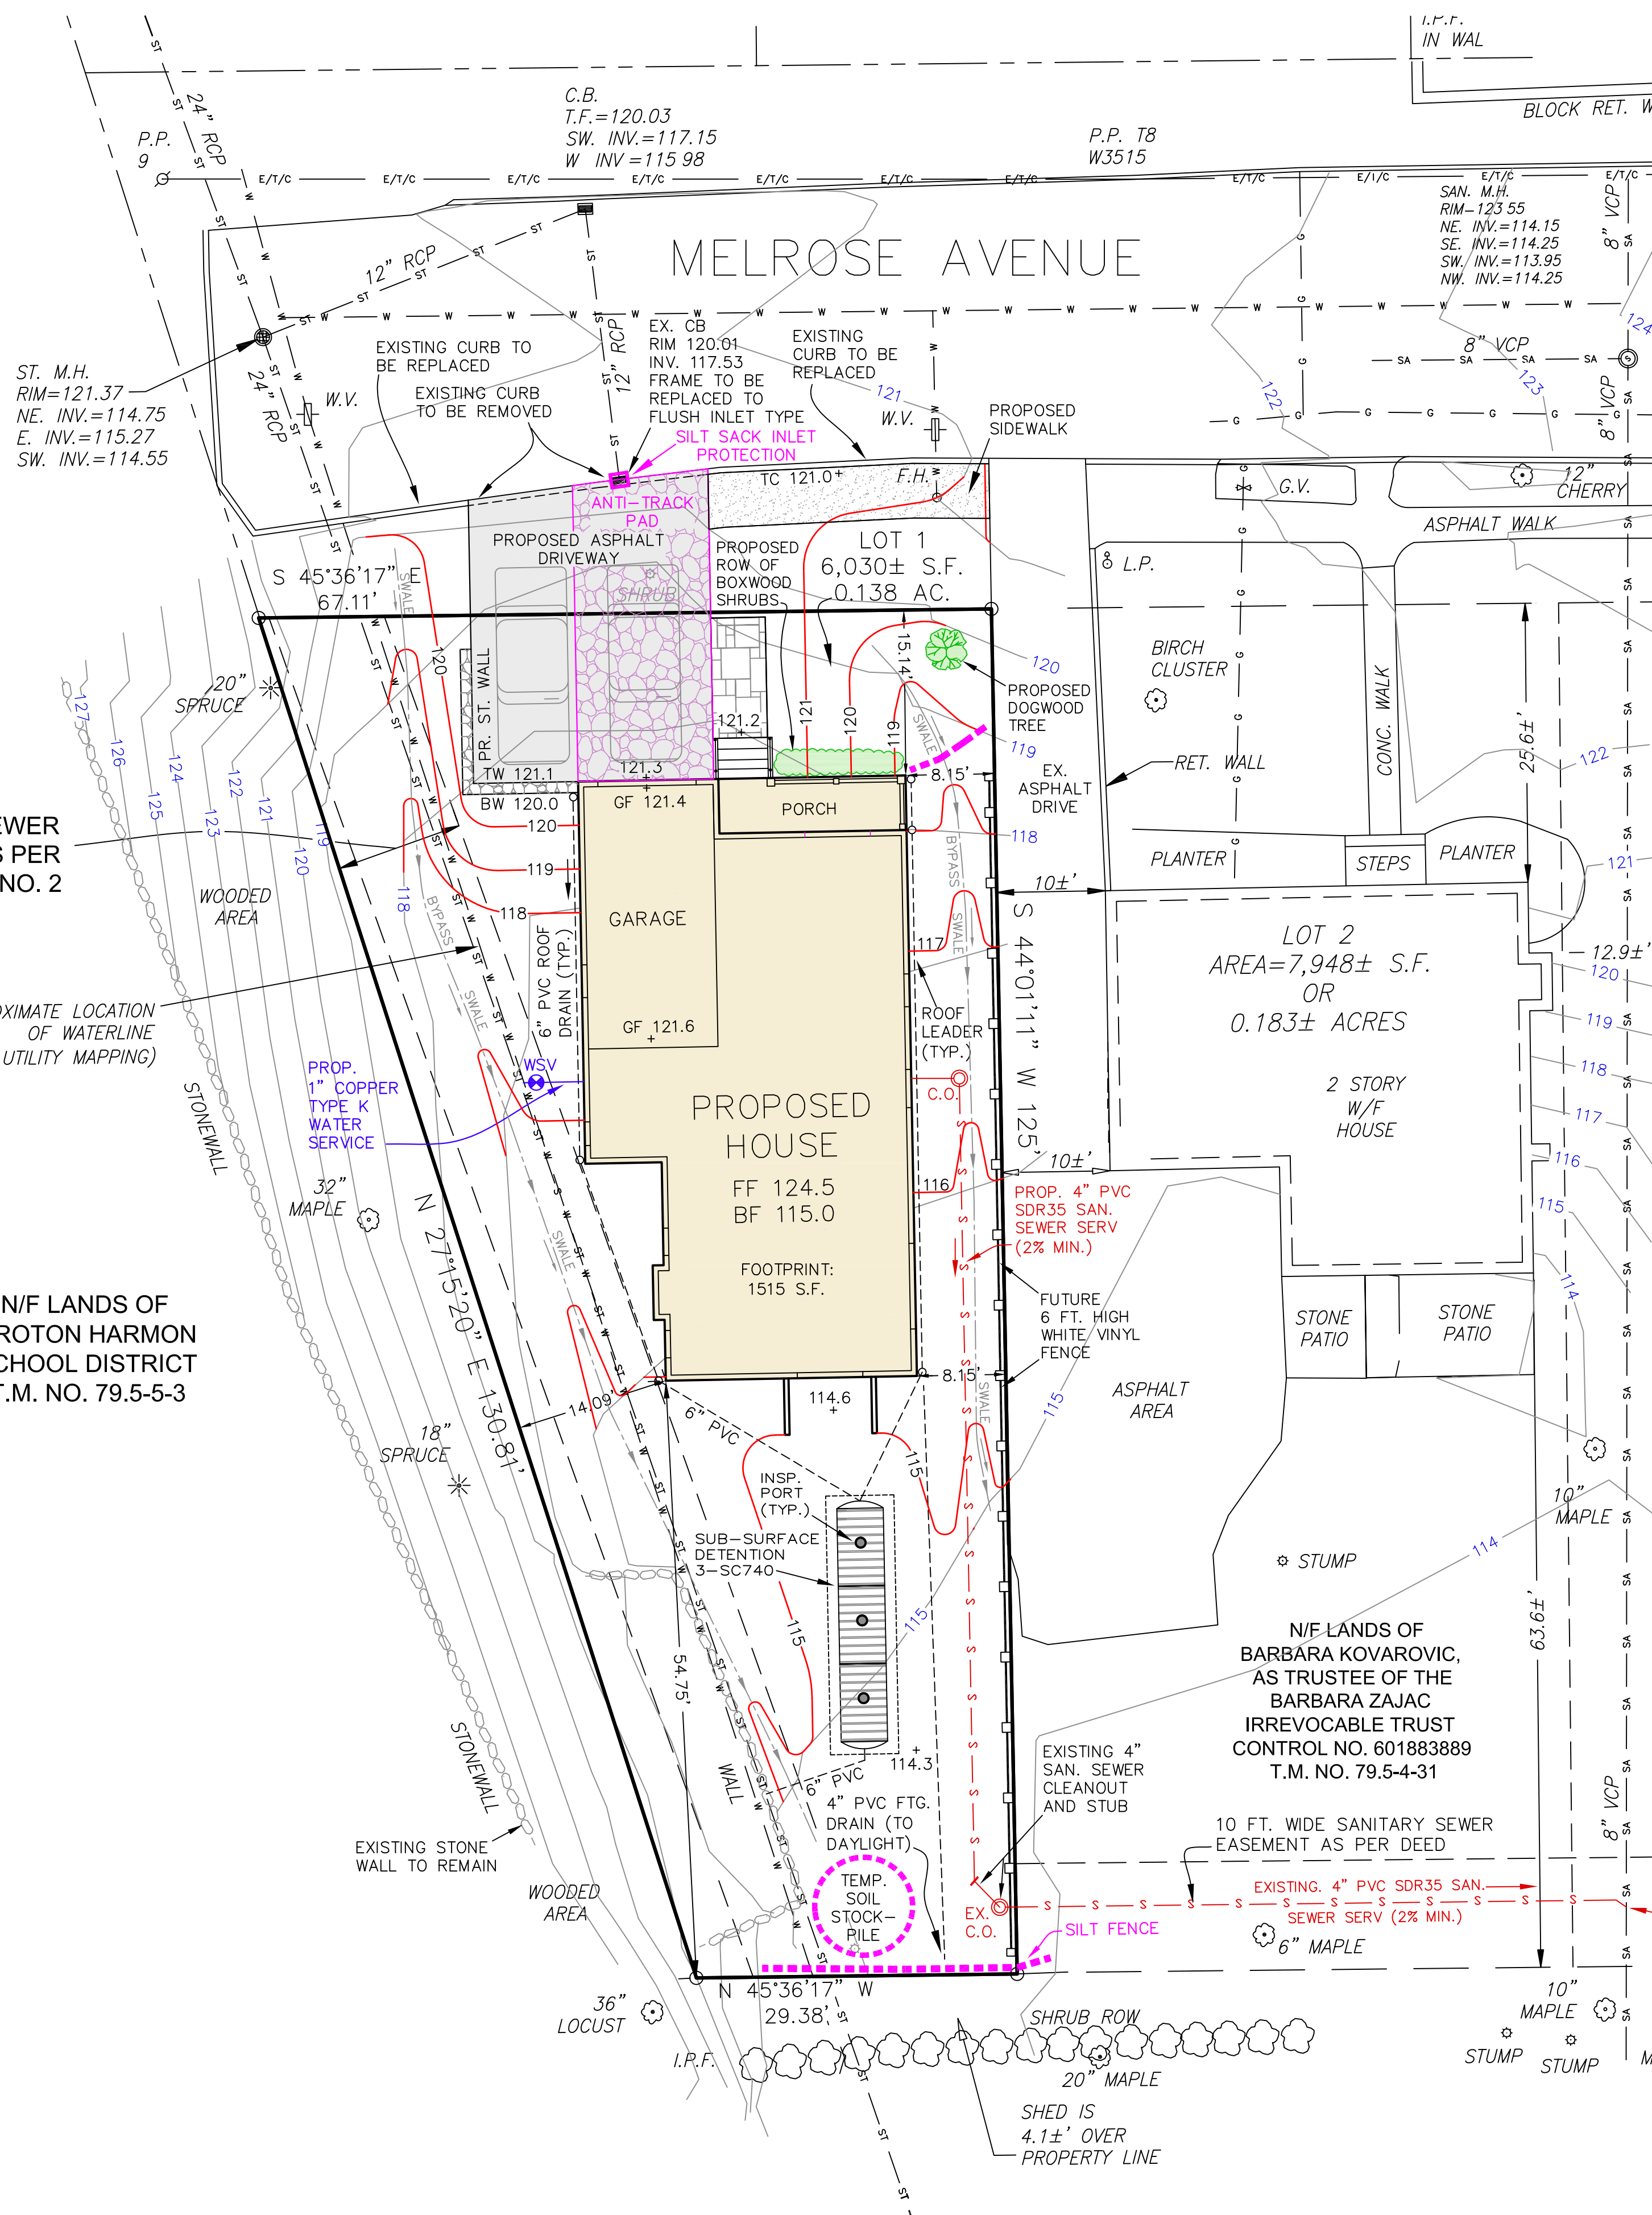 I.P.F.
IN WAL
BLOCK RET. W
24" RCP
P.P.
9
C.B.
T.F.=120.03
SW. INV.=117.15
W INV =115 98
P.P. T8
W3515
SAN. M.H.
RIM-123 55
NE. INV.=114.15
SE. INV.=114.25
SW. INV.=113.95
NW. INV.=114.25
8" VCP
MELROSE AVENUE
12" RCP
12" RCP
ST. M.H.
RIM=121.37
NE. INV.=114.75
E. INV.=115.27
SW. INV.=114.55
24" RCP
W.V.
EXISTING CURB TO
BE REPLACED
EXISTING CURB
TO BE REMOVED
EX. CB
RIM 120.01
INV. 117.53
FRAME TO BE
REPLACED TO
FLUSH INLET TYPE
SILT SACK INLET
PROTECTION
EXISTING
CURB TO BE
REPLACED
121
W.V.
PROPOSED
SIDEWALK
122
8" VCP
123
124
8" VCP
TC 121.0+
F.H.
G.V.
12"
CHERRY
ASPHALT WALK
ANTI-TRACK
PAD
PROPOSED ASPHALT
DRIVEWAY
SHRUB
PROPOSED
ROW OF
BOXWOOD
SHRUBS
LOT 1
6,030± S.F.
0.138 AC.
L.P.
S 45°36'17" E
67.11'
SWALE
20"
SPRUCE
127
126
125
124
123
122
121
120
119
118
120
PR. ST. WALL
TW 121.1
BW 120.0
121.2
121.3
GF 121.4
121
120
119
15.14'
SWALE
120
PROPOSED
DOGWOOD
TREE
119
8.15'
EX.
ASPHALT
DRIVE
118
BIRCH
CLUSTER
RET. WALL
CONC. WALK
25.6±'
122
PORCH
PLANTER
STEPS
PLANTER
121
EWER
S PER
NO. 2
WOODED
AREA
120
119
118
BYPASS
SWALE
GARAGE
6" PVC ROOF
DRAIN (TYP.)
GF 121.6
BYPASS
SWALE
117
ROOF
LEADER
(TYP.)
10±'
S 44°01'11" W 125'
LOT 2
AREA=7,948± S.F.
OR
0.183± ACRES
12.9±'
120
119
118
117
116
115
114
OXIMATE LOCATION
OF WATERLINE
UTILITY MAPPING)
STONEWALL
PROP.
1" COPPER
TYPE K
WATER
SERVICE
WSV
C.O.
PROPOSED
HOUSE
FF 124.5
BF 115.0
FOOTPRINT:
1515 S.F.
116
2 STORY
W/F
HOUSE
10±'
PROP. 4" PVC
SDR35 SAN.
SEWER SERV
(2% MIN.)
32"
MAPLE
N 27°15'20" E 130.81'
SWALE
FUTURE
6 FT. HIGH
WHITE VINYL
FENCE
STONE
PATIO
STONE
PATIO
N/F LANDS OF
ROTON HARMON
CHOOL DISTRICT
T.M. NO. 79.5-5-3
14.09'
6" PVC
114.6
8.15'
SWALE
115
ASPHALT
AREA
18"
SPRUCE
115
INSP.
PORT
(TYP.)
SUB-SURFACE
DETENTION
3-SC740
10"
MAPLE
114
STUMP
115
115
54.75'
63.6±'
N/F LANDS OF
BARBARA KOVAROVIC,
AS TRUSTEE OF THE
BARBARA ZAJAC
IRREVOCABLE TRUST
CONTROL NO. 601883889
T.M. NO. 79.5-4-31
STONEWALL
WALL
6" PVC
114.3
4" PVC FTG.
DRAIN (TO
DAYLIGHT)
EXISTING 4"
SAN. SEWER
CLEANOUT
AND STUB
8" VCP
10 FT. WIDE SANITARY SEWER
EASEMENT AS PER DEED
EXISTING STONE
WALL TO REMAIN
WOODED
AREA
TEMP.
SOIL
STOCK-
PILE
EX.
C.O.
EXISTING. 4" PVC SDR35 SAN.
SEWER SERV (2% MIN.)
SILT FENCE
6" MAPLE
N 45°36'17" W
29.38'
36"
LOCUST
I.P.F.
SHRUB ROW
20" MAPLE
10"
MAPLE
STUMP
STUMP
SHED IS
4.1±' OVER
PROPERTY LINE